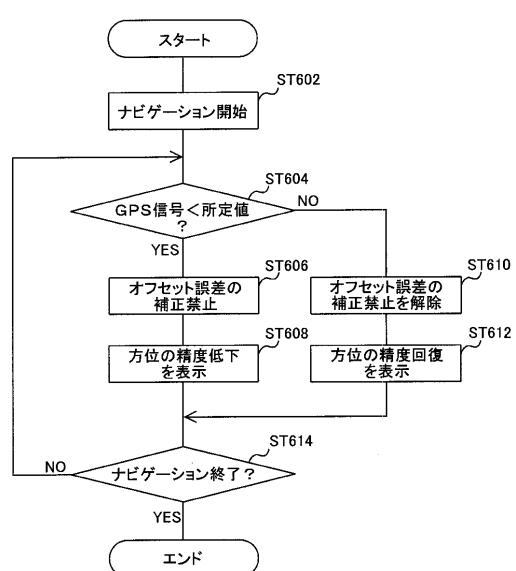 スタート
ST602
ナビゲーション開始
ST604
GPS信号<所定値
?
NO
YES
ST606
オフセット誤差の
補正禁止
ST610
オフセット誤差の
補正禁止を解除
ST608
方位の精度低下
を表示
ST612
方位の精度回復
を表示
ST614
ナビゲーション終了?
NO
YES
エンド